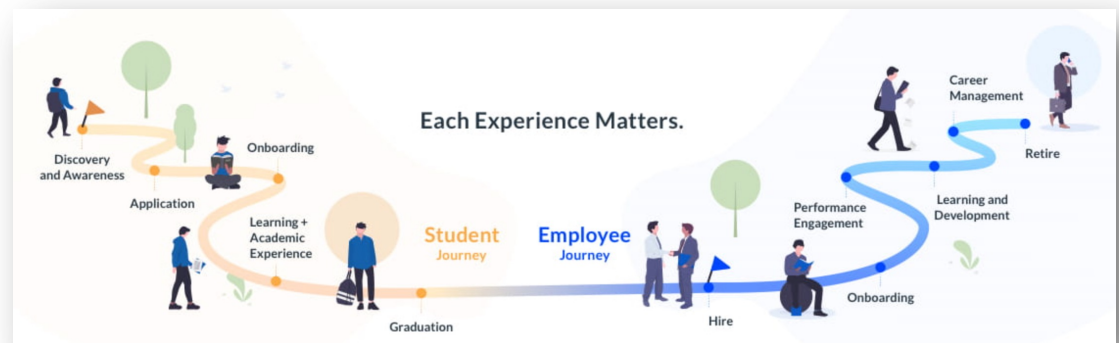 Each Experience Matters.
Discovery
and Awareness
Application
Onboarding
Learning +
Academic
Experience
Graduation
Student
Journey
Employee
Journey
Hire
Onboarding
Performance
Engagement
Learning and
Development
Career
Management
Retire